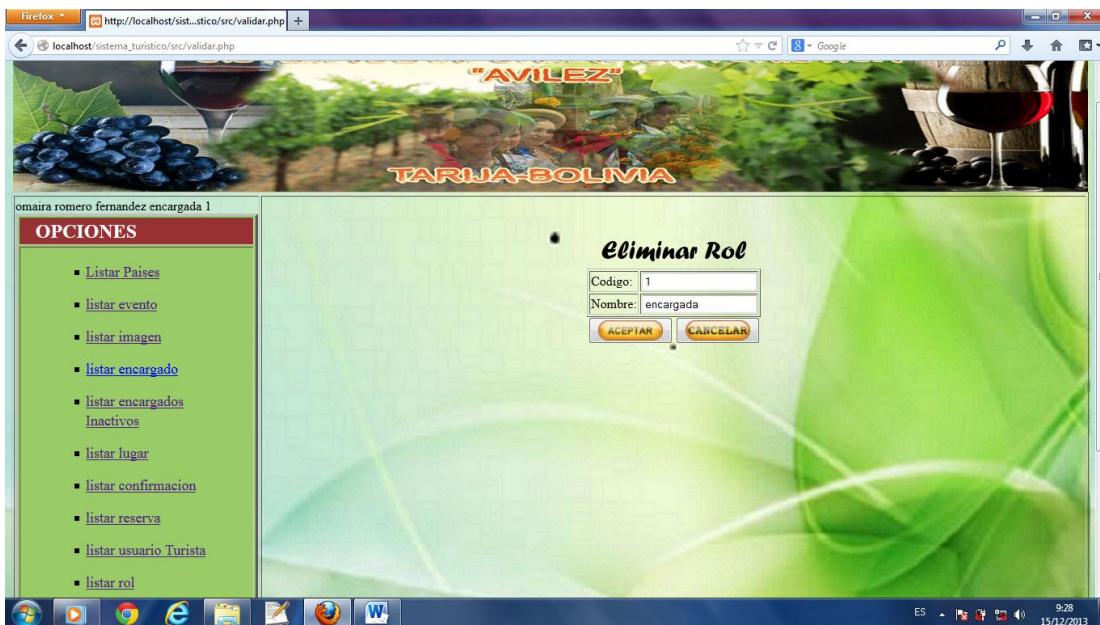 Firefox
http://localhost/sist...stico/src/validar.php
localhost/sistema_turistico/src/validar.php
Google
"AVILEZ"
TARIJA-BOLIVIA
omaira romero fernandez encargada 1
OPCIONES
Listar Paises
listar evento
listar imagen
listar encargado
listar encargados
Inactivos
listar lugar
listar confirmacion
listar reserva
listar usuario Turista
listar rol
Eliminar Rol
Codigo: 1
Nombre: encargada
ACEPTAR CANCELAR
ES
9:28
15/12/2013